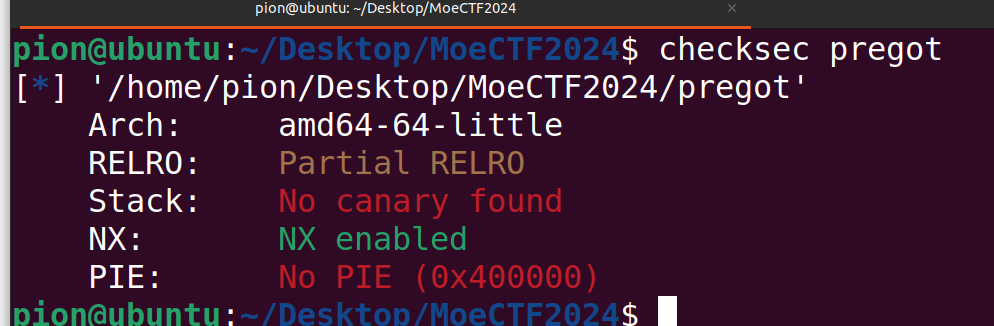 pion@ubuntu: ~/Desktop/MoeCTF2024 ×
pion@ubuntu:~/Desktop/MoeCTF2024$ checksec pregot
[*] '/home/pion/Desktop/MoeCTF2024/pregot'
Arch: amd64-64-little
RELRO: Partial RELRO
Stack: No canary found
NX: NX enabled
PIE: No PIE (0x400000)
pion@ubuntu:~/Desktop/MoeCTF2024$